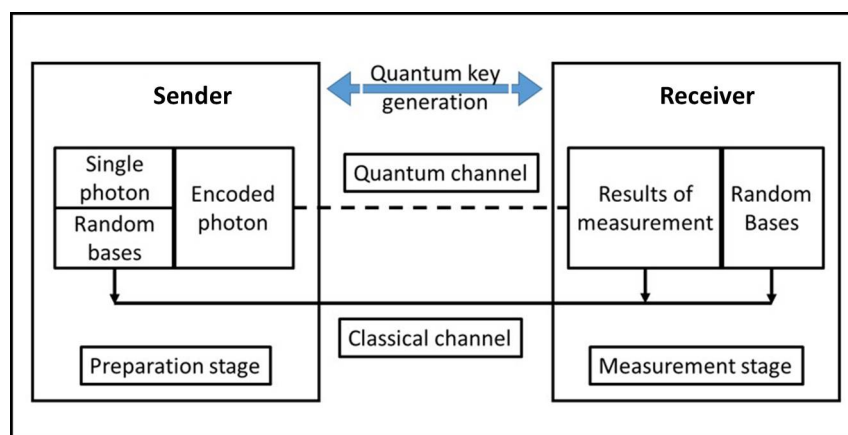 Sender
Quantum key
generation
Receiver
Single
photon
Random
bases
Encoded
photon
Quantum channel
Results of
measurement
Random
Bases
Classical channel
Preparation stage
Measurement stage